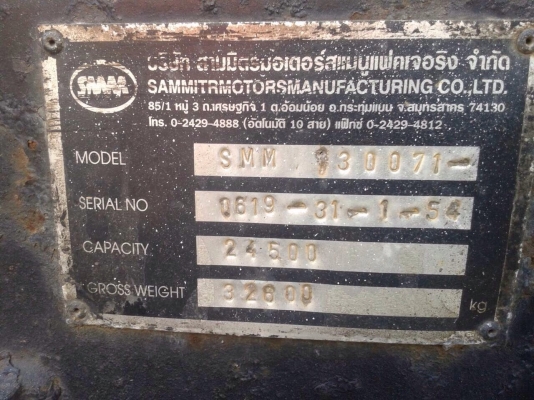 SMM
บริษัท สามมิตรมอเตอร์สแมนูแฟคเจอริง จำกัด
SAMMITRMOTORSMANUFACTURING CO.,LTD.
85/1 หมู่ 3 ถ.เศรษฐกิจ 1 ต.อ้อมน้อย อ.กระทุ่มแบน จ.สมุทรสาคร 74130
โทร. 0-2429-4888 (อัตโนมัติ 10 สาย) แฟ็กซ์ 0-2429-4812
MODEL SMM 30071-
SERIAL NO 0619-31-1-54
CAPACITY 24500
GROSS WEIGHT 32600 kg